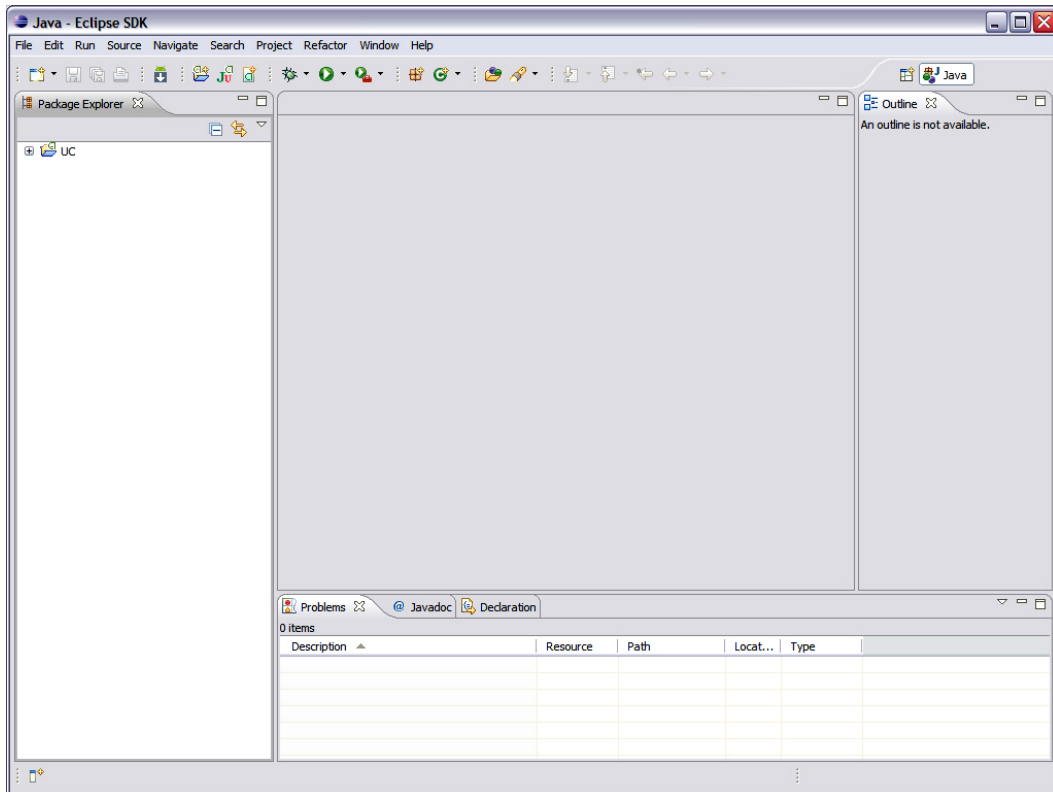 Java - Eclipse SDK
File Edit Run Source Navigate Search Project Refactor Window Help
Java
Package Explorer
Outline
An outline is not available.
UC
Problems @ Javadoc Declaration
0 items
Description Resource Path Locat... Type